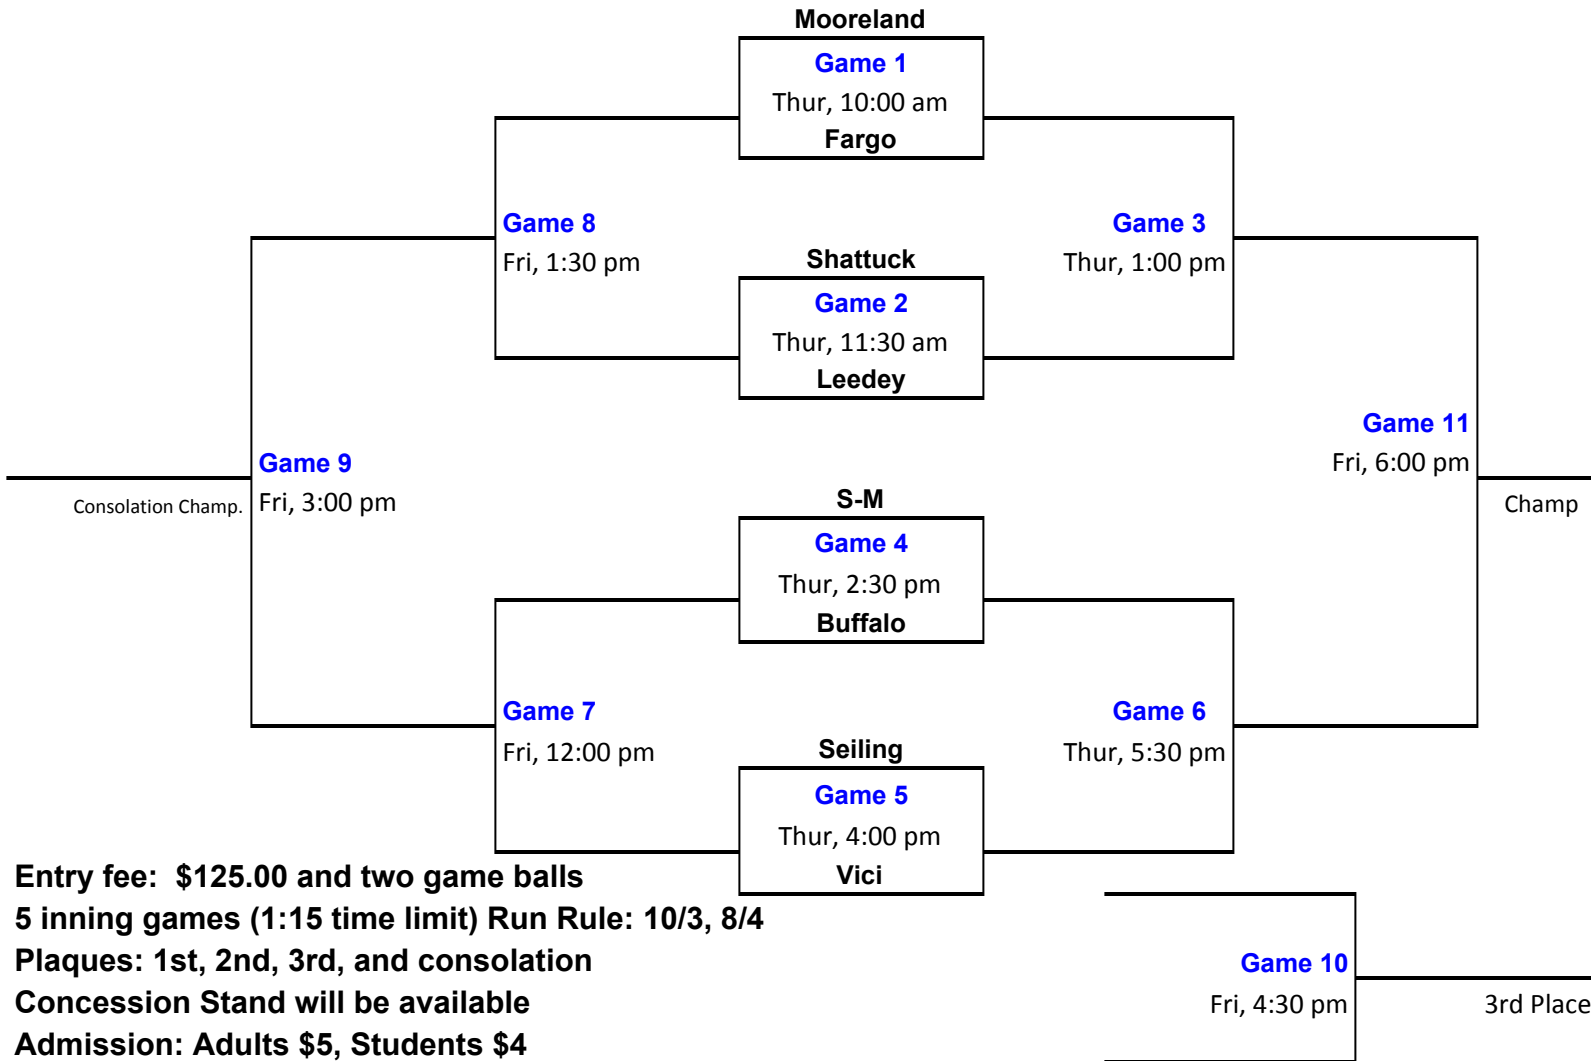 Mooreland
Game 1
Thur, 10:00 am
Fargo
Game 8
Fri, 1:30 pm
Game 3
Thur, 1:00 pm
Shattuck
Game 2
Thur, 11:30 am
Leedey
Game 11
Fri, 6:00 pm
Champ
Game 9
Fri, 3:00 pm
Consolation Champ.
S-M
Game 4
Thur, 2:30 pm
Buffalo
Game 7
Fri, 12:00 pm
Game 6
Thur, 5:30 pm
Seiling
Game 5
Thur, 4:00 pm
Vici
Entry fee:  $125.00 and two game balls
5 inning games (1:15 time limit) Run Rule: 10/3, 8/4
Plaques: 1st, 2nd, 3rd, and consolation
Concession Stand will be available
Admission: Adults $5, Students $4
Game 10
Fri, 4:30 pm
3rd Place